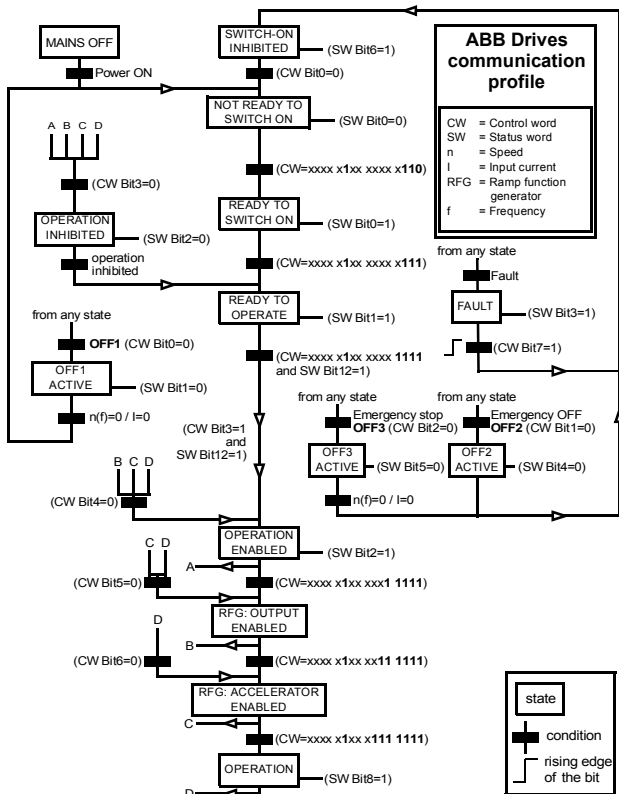 MAINS OFF
Power ON
SWITCH-ON
INHIBITED
(SW Bit6=1)
(CW Bit0=0)
NOT READY TO
SWITCH ON
(SW Bit0=0)
A B C D
(CW Bit3=0)
OPERATION
INHIBITED
(SW Bit2=0)
operation
inhibited
(CW=xxxx x1xx xxxx x110)
READY TO
SWITCH ON
(SW Bit0=1)
(CW=xxxx x1xx xxxx x111)
READY TO
OPERATE
(SW Bit1=1)
(CW=xxxx x1xx xxxx 1111
and SW Bit12=1)
ABB Drives
communication
profile
CW = Control word
SW = Status word
n = Speed
I = Input current
RFG = Ramp function
generator
f = Frequency
from any state
Fault
FAULT
(SW Bit3=1)
(CW Bit7=1)
from any state
OFF1 (CW Bit0=0)
OFF1
ACTIVE
(SW Bit1=0)
n(f)=0 / I=0
(CW Bit3=1
and
SW Bit12=1)
from any state
Emergency stop
OFF3 (CW Bit2=0)
OFF3
ACTIVE
(SW Bit5=0)
n(f)=0 / I=0
from any state
Emergency OFF
OFF2 (CW Bit1=0)
OFF2
ACTIVE
(SW Bit4=0)
B C D
(CW Bit4=0)
OPERATION
ENABLED
(SW Bit2=1)
A
C D
(CW Bit5=0)
(CW=xxxx x1xx xxx1 1111)
RFG: OUTPUT
ENABLED
B
D
(CW Bit6=0)
(CW=xxxx x1xx xx11 1111)
RFG: ACCELERATOR
ENABLED
C
(CW=xxxx x1xx x111 1111)
OPERATION
(SW Bit8=1)
D
state
condition
rising edge
of the bit